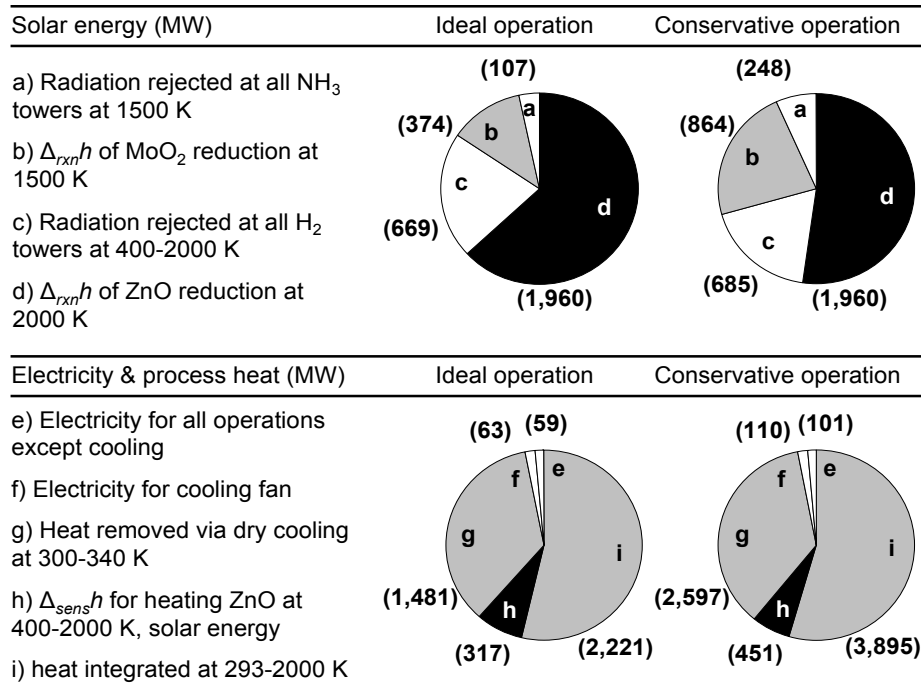 Solar energy (MW) Ideal operation Conservative operation
a) Radiation rejected at all NH₃
towers at 1500 K
b) Δrxnh of MoO₂ reduction at
1500 K
c) Radiation rejected at all H₂
towers at 400-2000 K
d) Δrxnh of ZnO reduction at
2000 K
(107)
(374)
(669)
(1,960)
a
b
c
d
(248)
(864)
(685)
(1,960)
a
b
c
d
Electricity & process heat (MW) Ideal operation Conservative operation
e) Electricity for all operations
except cooling
f) Electricity for cooling fan
g) Heat removed via dry cooling
at 300-340 K
h) Δsensh for heating ZnO at
400-2000 K, solar energy
i) heat integrated at 293-2000 K
(63) (59)
f e
g
i
h
(1,481)
(317) (2,221)
(110) (101)
f e
g
i
h
(2,597)
(451) (3,895)